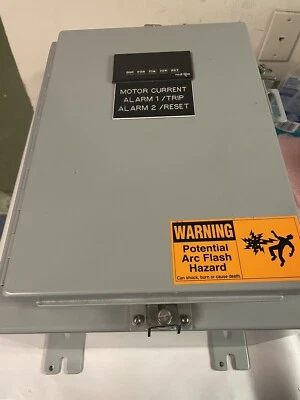 MOTOR CURRENT
ALARM 1 / TRIP
ALARM 2 / RESET
WARNING
Potential
Arc Flash
Hazard
Can shock, burn or cause death.